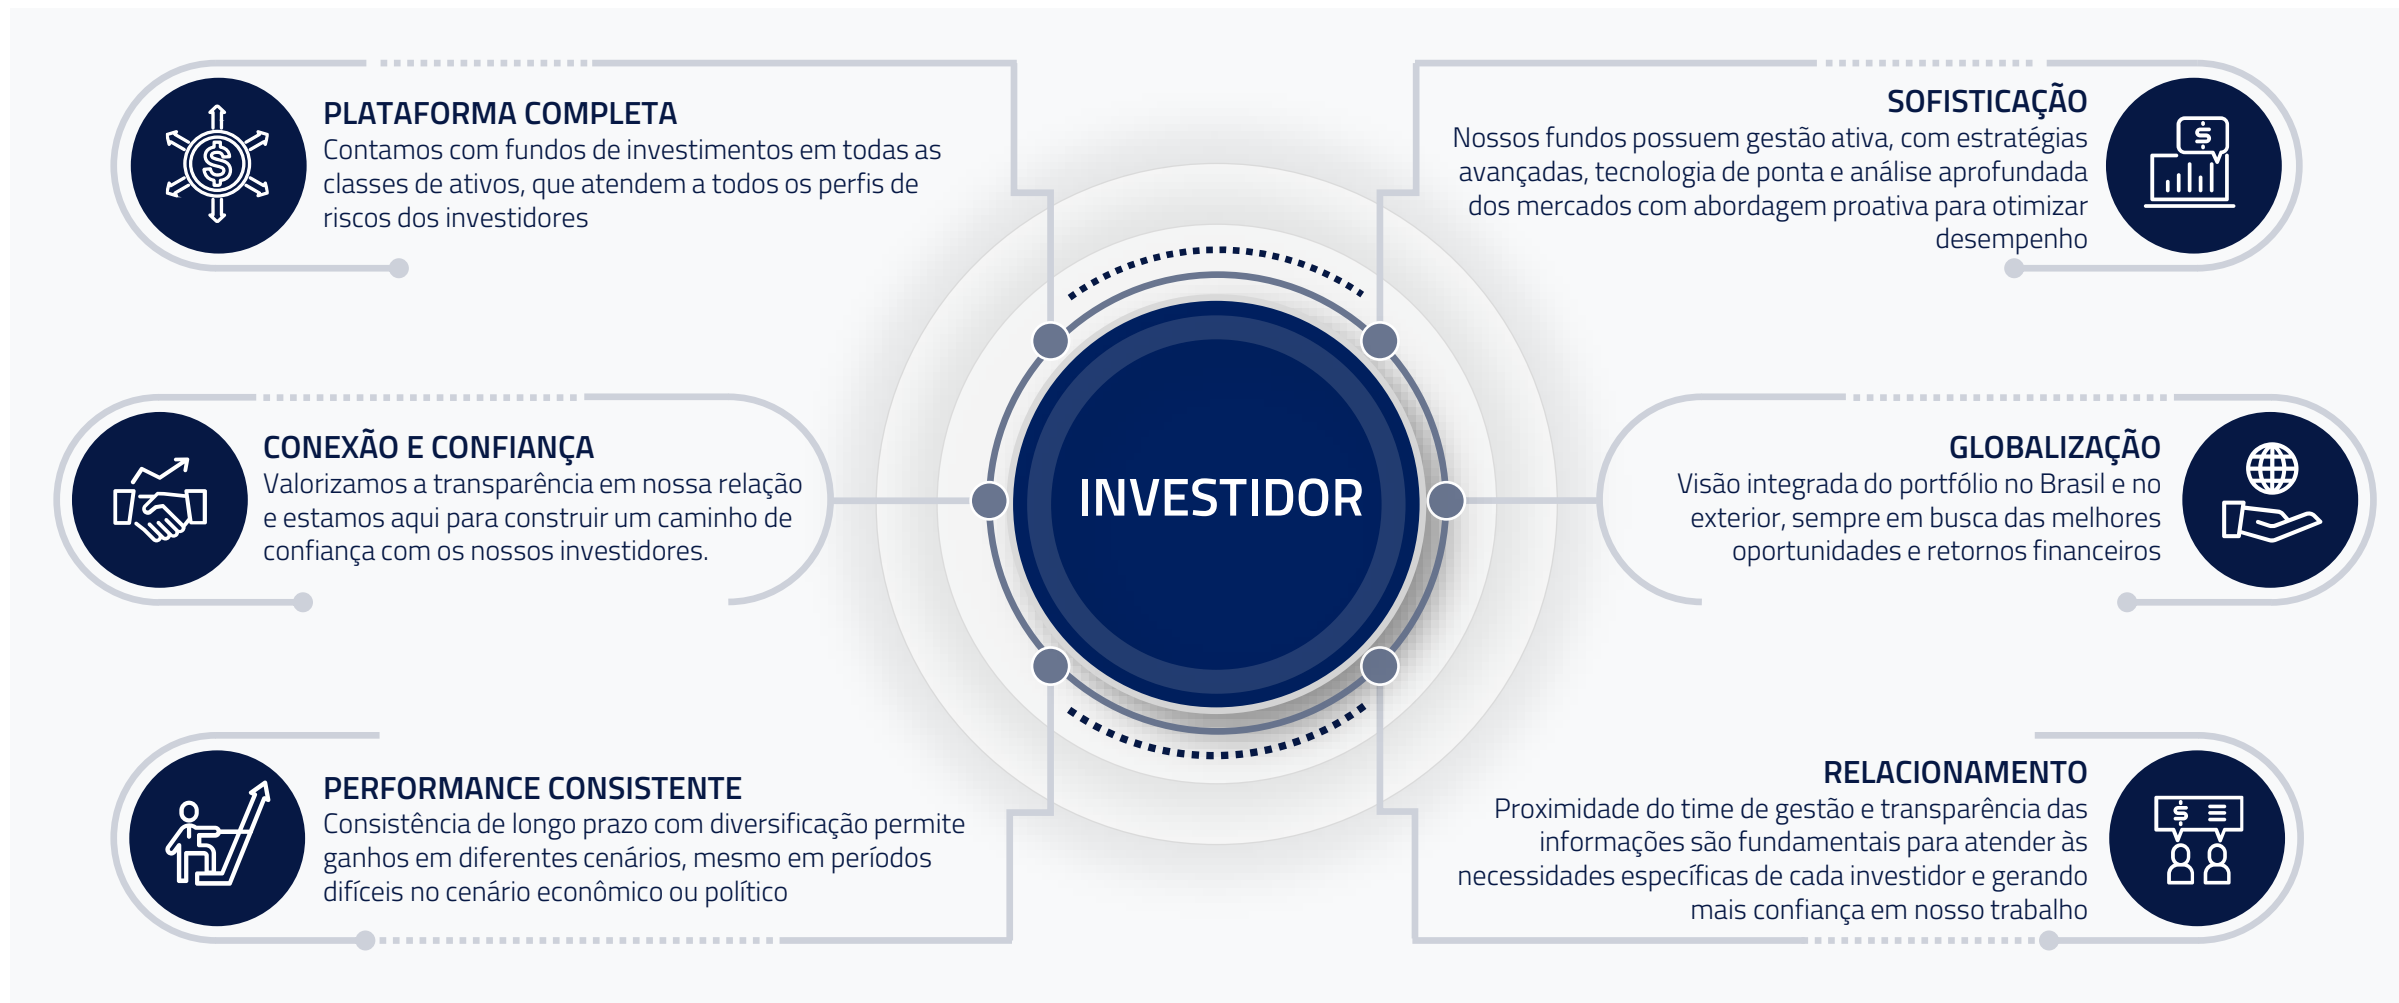 PLATAFORMA COMPLETA
Contamos com fundos de investimentos em todas as
classes de ativos, que atendem a todos os perfis de
riscos dos investidores
CONEXÃO E CONFIANÇA
Valorizamos a transparência em nossa relação
e estamos aqui para construir um caminho de
confiança com os nossos investidores.
PERFORMANCE CONSISTENTE
Consistência de longo prazo com diversificação permite
ganhos em diferentes cenários, mesmo em períodos
difíceis no cenário econômico ou político
INVESTIDOR
SOFISTICAÇÃO
Nossos fundos possuem gestão ativa, com estratégias
avançadas, tecnologia de ponta e análise aprofundada
dos mercados com abordagem proativa para otimizar
desempenho
GLOBALIZAÇÃO
Visão integrada do portfólio no Brasil e no
exterior, sempre em busca das melhores
oportunidades e retornos financeiros
RELACIONAMENTO
Proximidade do time de gestão e transparência das
informações são fundamentais para atender às
necessidades específicas de cada investidor e gerando
mais confiança em nosso trabalho